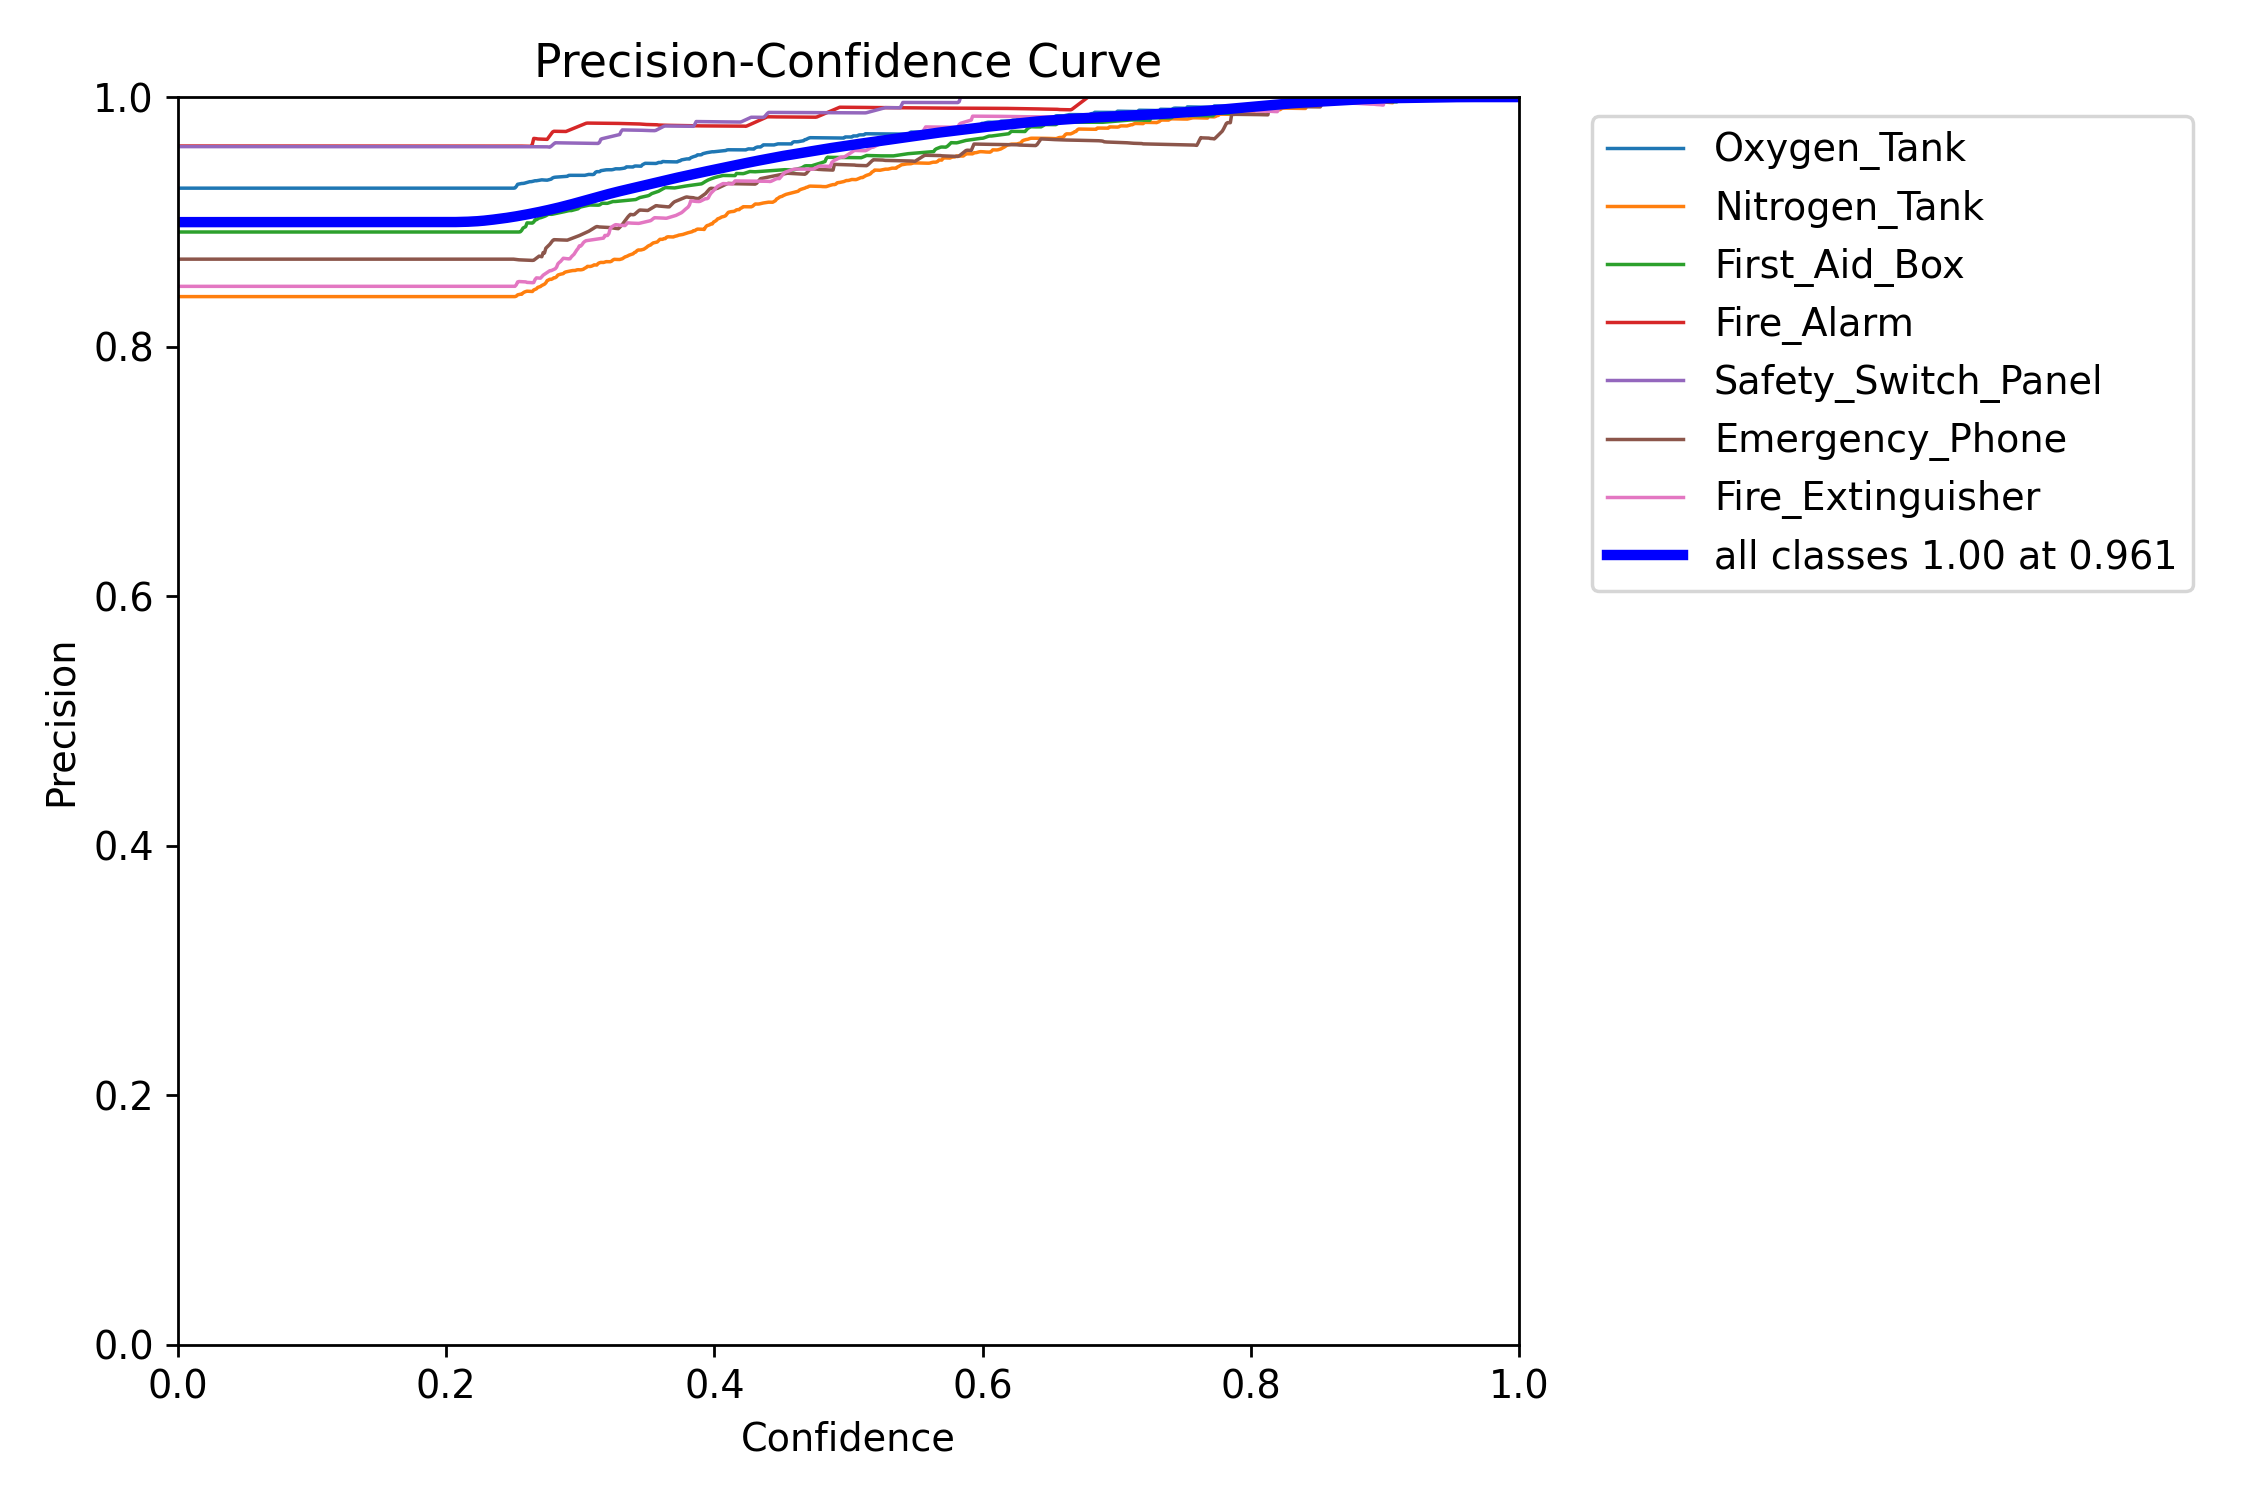 Precision-Confidence Curve
1.0
0.8
0.6
0.4
0.2
0.0
Precision
0.0 0.2 0.4 0.6 0.8 1.0
Confidence
Oxygen_Tank
Nitrogen_Tank
First_Aid_Box
Fire_Alarm
Safety_Switch_Panel
Emergency_Phone
Fire_Extinguisher
all classes 1.00 at 0.961